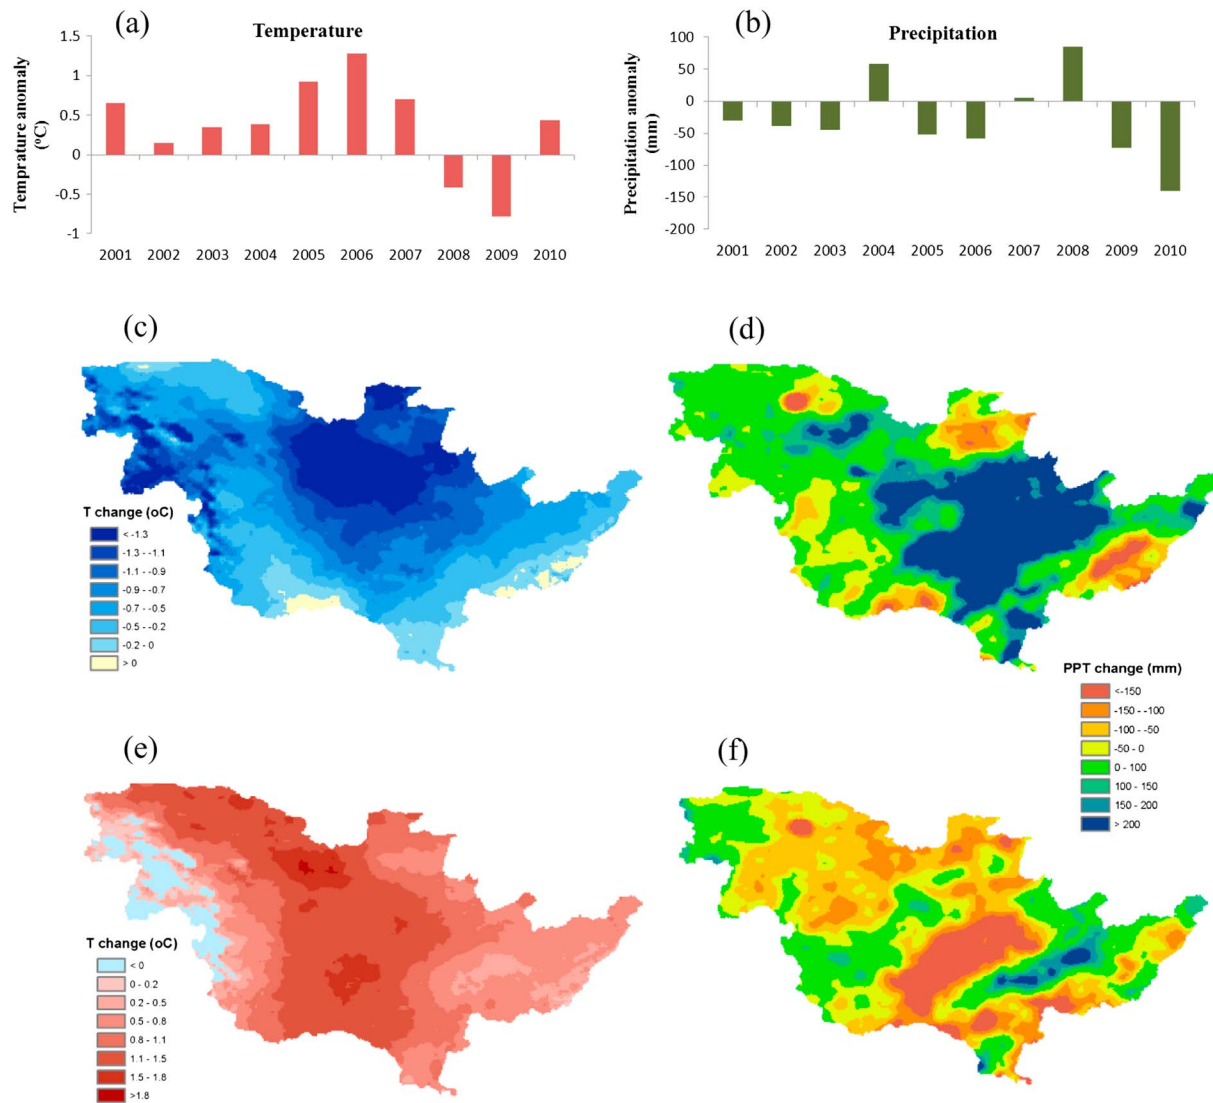 (a)
Temperature
Temprature anomaly
(°C)
1.5
1
0.5
0
-0.5
-1
2001 2002 2003 2004 2005 2006 2007 2008 2009 2010
(b)
Precipitation
Precipitation anomaly
(mm)
100
50
0
-50
-100
-150
-200
2001 2002 2003 2004 2005 2006 2007 2008 2009 2010
(c)
T change (oC)
< -1.3
-1.3 - -1.1
-1.1 - -0.9
-0.9 - -0.7
-0.7 - -0.5
-0.5 - -0.2
-0.2 - 0
> 0
(d)
PPT change (mm)
<-150
-150 - -100
-100 - -50
-50 - 0
0 - 100
100 - 150
150 - 200
> 200
(e)
T change (oC)
< 0
0 - 0.2
0.2 - 0.5
0.5 - 0.8
0.8 - 1.1
1.1 - 1.5
1.5 - 1.8
>1.8
(f)